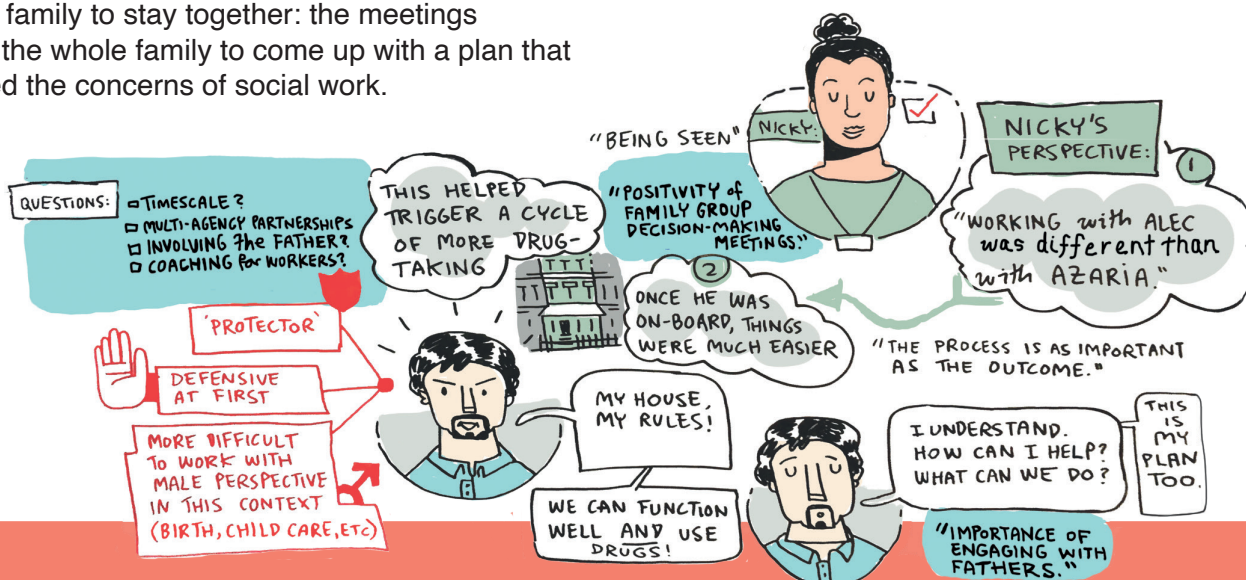 family to stay together: the meetings
the whole family to come up with a plan that
ed the concerns of social work.
QUESTIONS:
TIMESCALE?
MULTI-AGENCY PARTNERSHIPS
INVOLVING the FATHER?
COACHING for WORKERS?
THIS HELPED
TRIGGER A CYCLE
OF MORE DRUG-
TAKING
"BEING SEEN"
NICKY:
"POSITIVITY of
FAMILY GROUP
DECISION-MAKING
MEETINGS."
NICKY'S
PERSPECTIVE:
1
"WORKING with ALEC
was different than
with AZARIA."
2
ONCE HE WAS
ON-BOARD, THINGS
WERE MUCH EASIER
"THE PROCESS IS AS IMPORTANT
AS THE OUTCOME."
'PROTECTOR'
DEFENSIVE
AT FIRST
MORE DIFFICULT
TO WORK WITH
MALE PERSPECTIVE
IN THIS CONTEXT
(BIRTH, CHILD CARE, ETC)
MY HOUSE,
MY RULES!
WE CAN FUNCTION
WELL AND USE
DRUGS!
I UNDERSTAND.
HOW CAN I HELP?
WHAT CAN WE DO?
THIS
IS
MY
PLAN
TOO.
"IMPORTANCE OF
ENGAGING WITH
FATHERS."